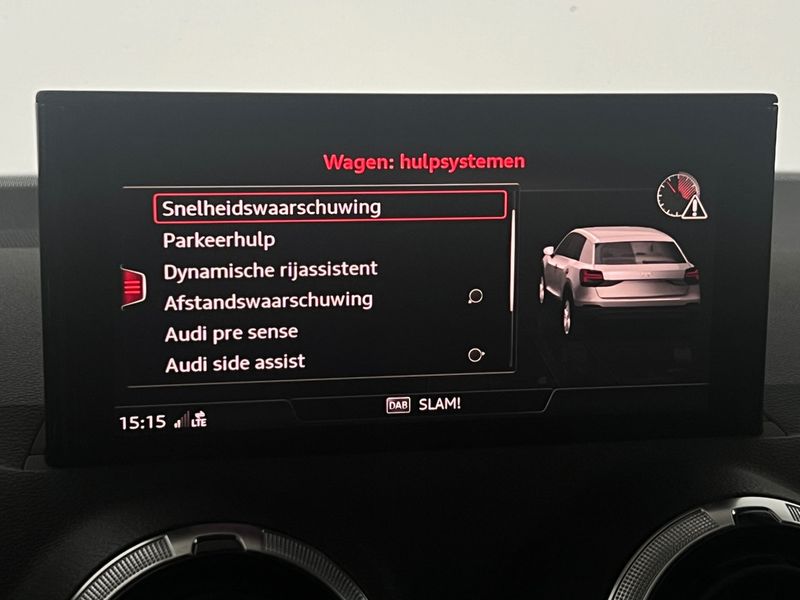 Wagen: hulpsystemen
Snelheidswaarschuwing
Parkeerhulp
Dynamische rijassistent
Afstandswaarschuwing
Audi pre sense
Audi side assist
DAB SLAM!
15:15 LTE